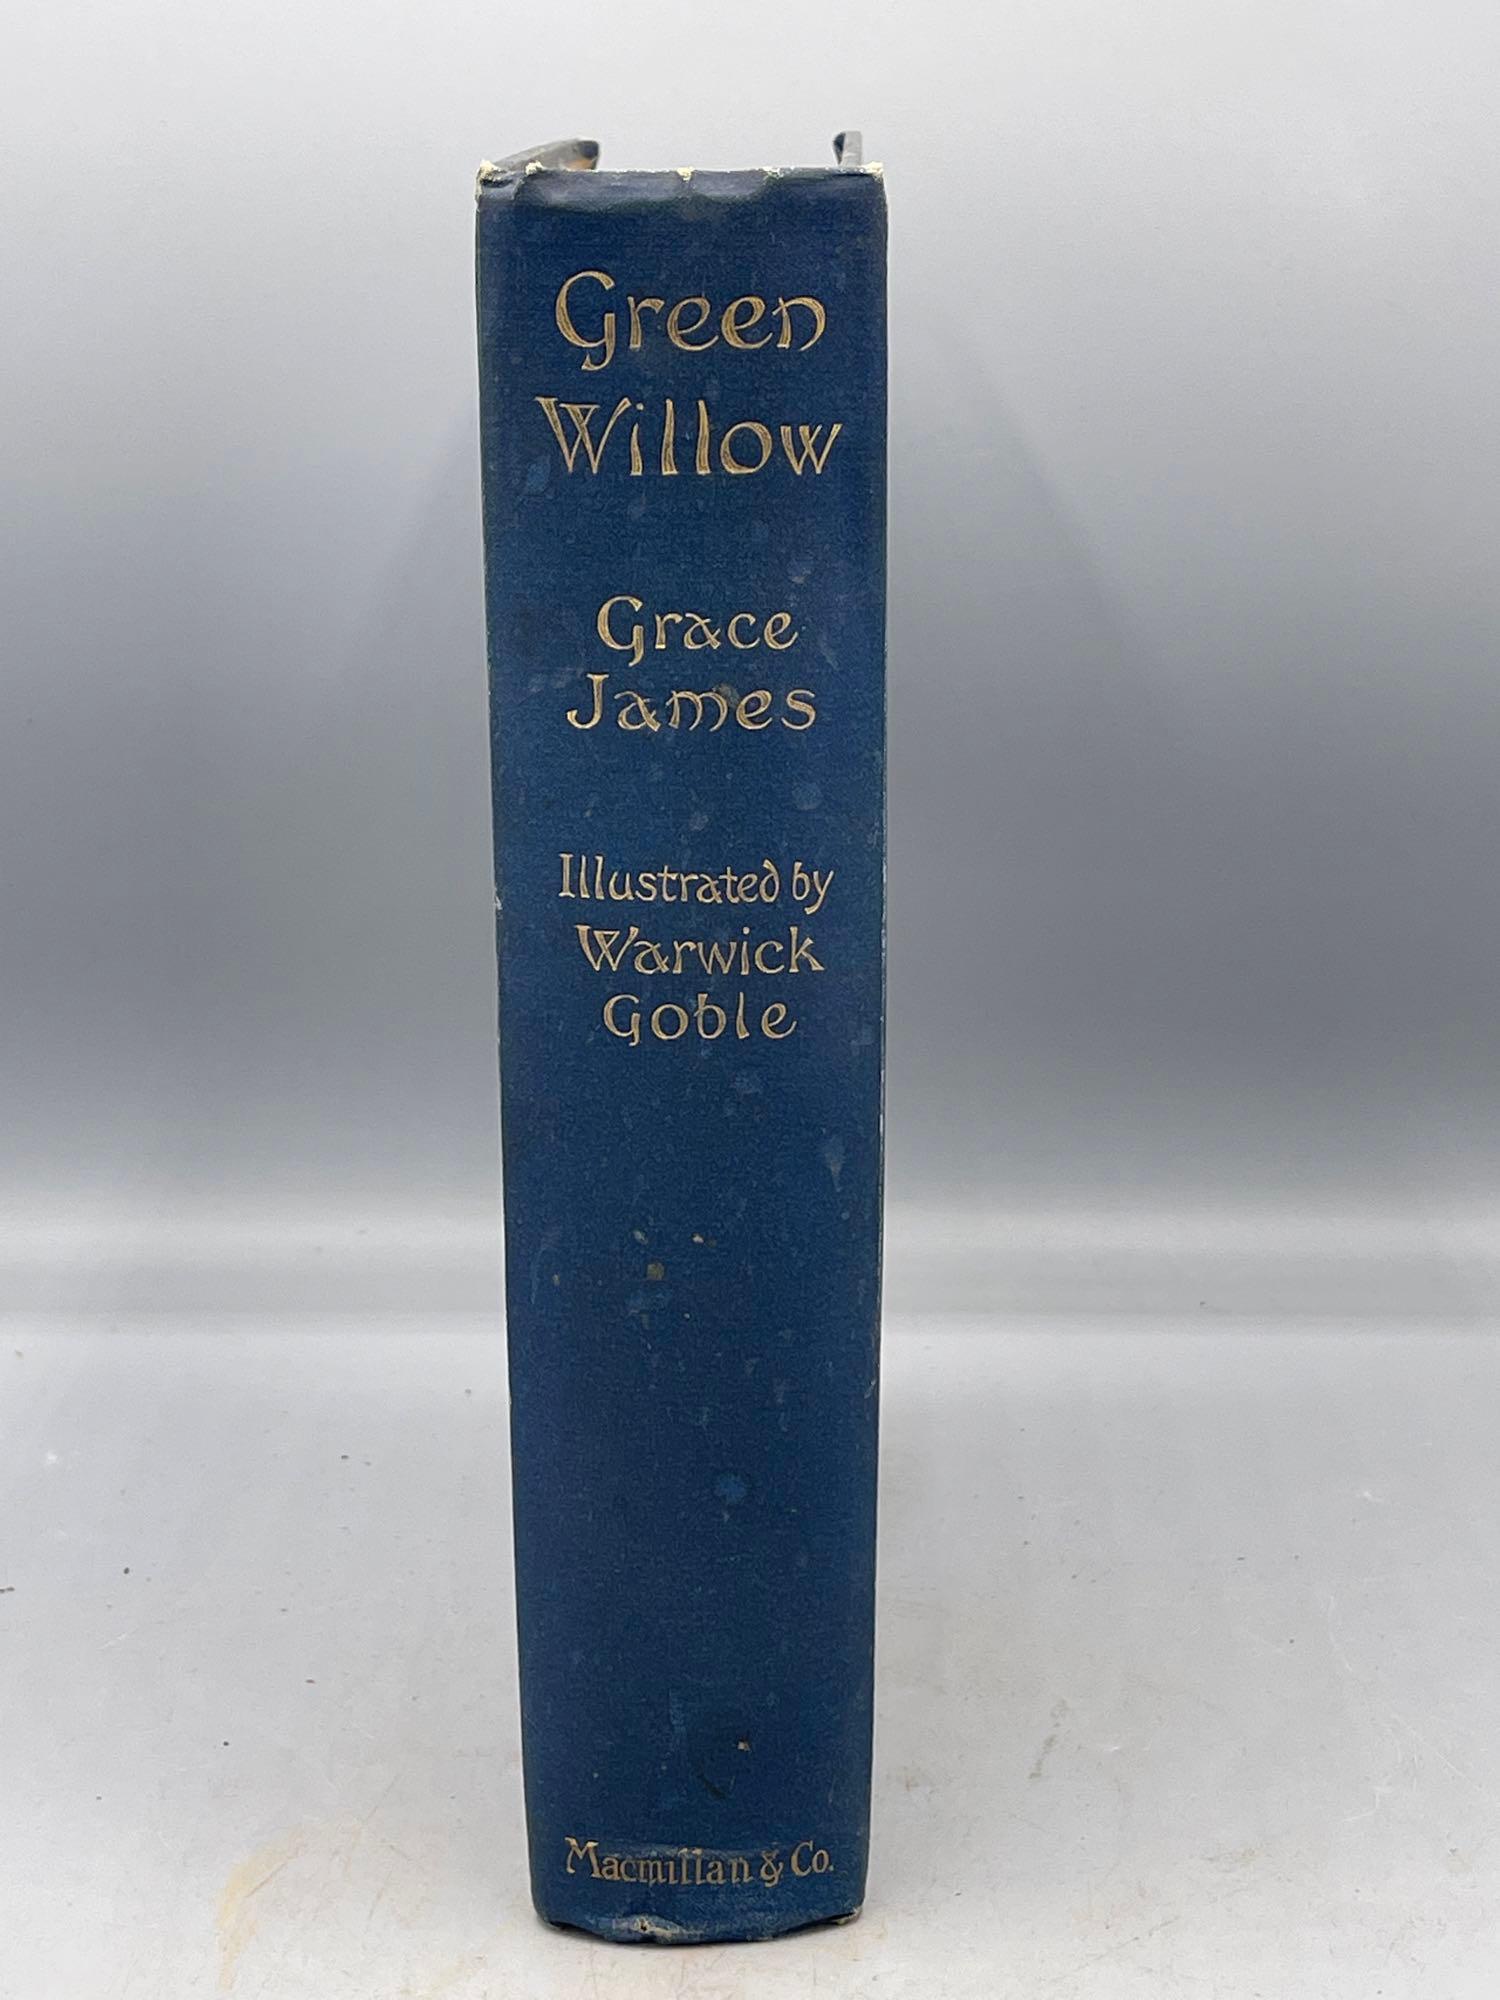 Green
Willow
Grace
James
Illustrated by
Warwick
Goble
Macmillan & Co.